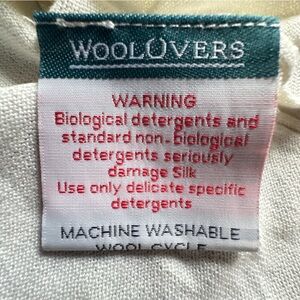 WOOLOVERS
WARNING
Biological detergents and
standard non-biological
detergents seriously
damage Silk
Use only delicate specific
detergents
MACHINE WASHABLE
WOOL CYCLE